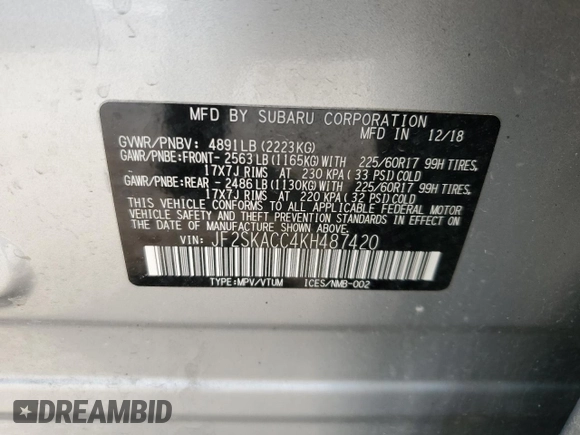 MFD BY SUBARU CORPORATION
MFD IN 12/18
GVWR/PNBV: 4891LB (2223KG)
GAWR/PNBE:FRONT- 2563LB(1165KG) WITH 225/60R17 99H TIRES,
17X7J RIMS AT 230 KPA (33 PSI) COLD
GAWR/PNBE:REAR - 2486LB(1130KG) WITH 225/60R17 99H TIRES,
17X7J RIMS AT 220 KPA (32 PSI) COLD
THIS VEHICLE CONFORMS TO ALL APPLICABLE FEDERAL MOTOR
VEHICLE SAFETY AND THEFT PREVENTION STANDARDS IN EFFECT ON
THE DATE OF MANUFACTURE SHOWN ABOVE.
VIN: JF2SKACC4KH487420
TYPE:MPV/VTUM ICES/NMB-002
DREAMBID